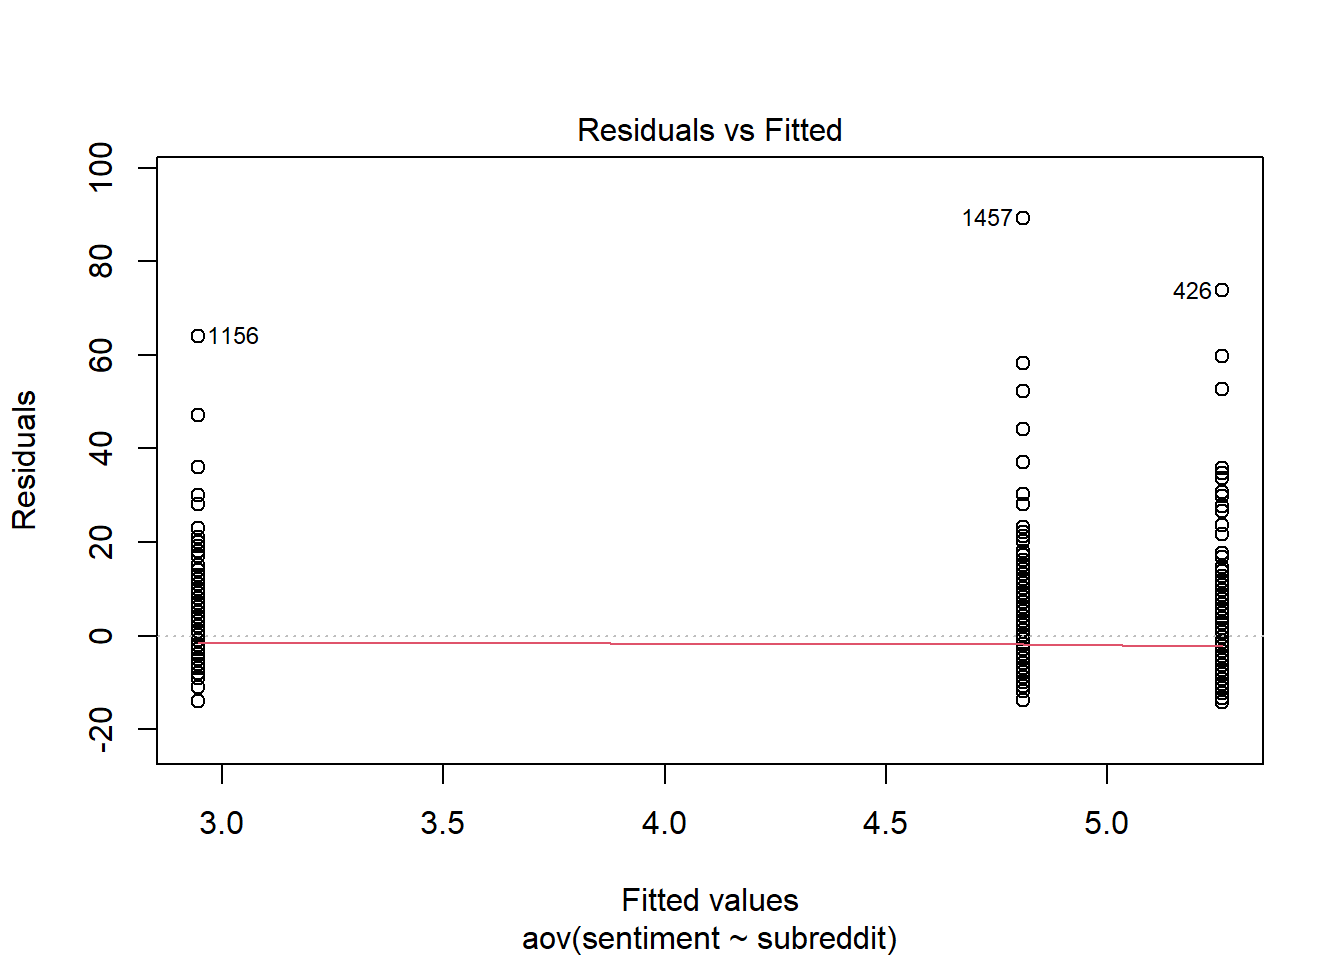 Residuals vs Fitted
Residuals
100
80
60
40
20
0
-20
1457
426
1156
3.0 3.5 4.0 4.5 5.0
Fitted values
aov(sentiment ~ subreddit)